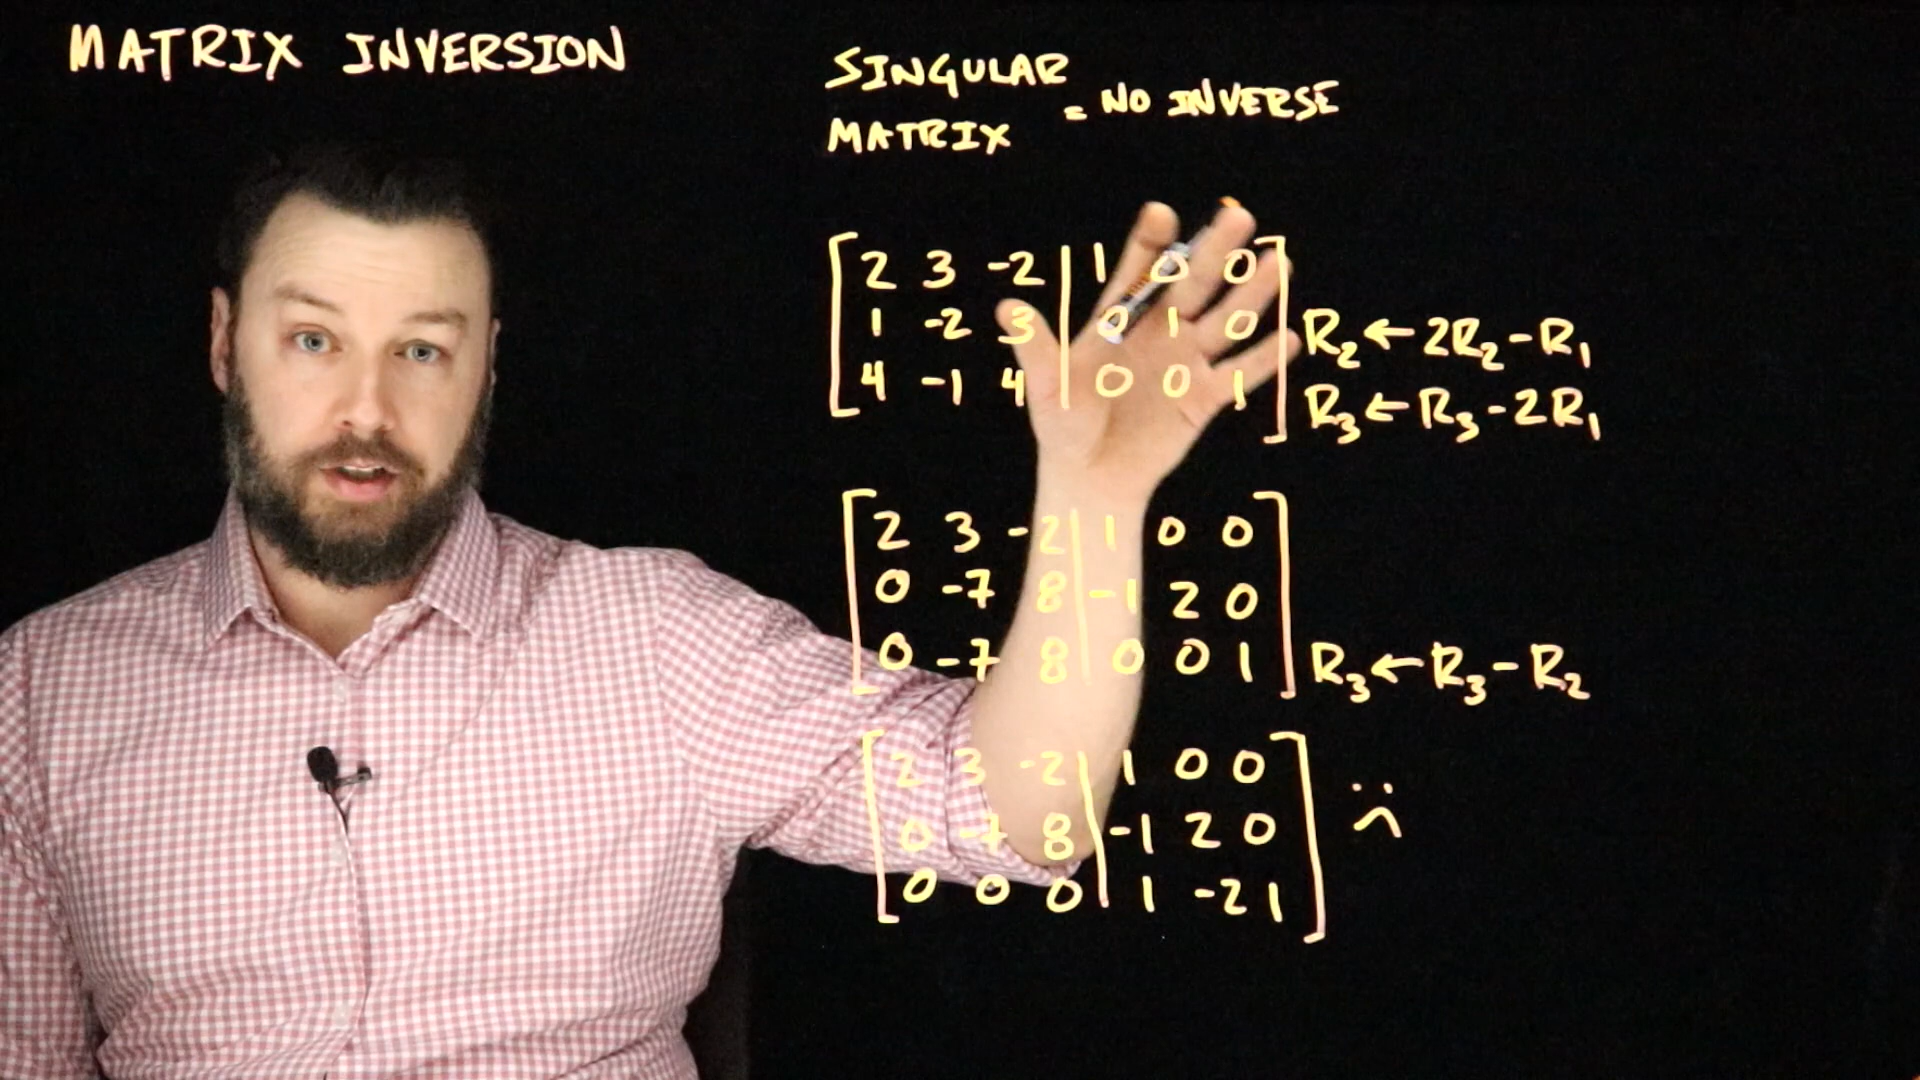 MATRIX INVERSION
SINGULAR
MATRIX = NO INVERSE
2 3 -2 | 1 0 0
1 -2 3 | 0 1 0 R2 ← 2R2 - R1
4 -1 4 | 0 0 1 R3 ← R3 - 2R1
2 3 -2 | 1 0 0
0 -7 8 | -1 2 0
0 -7 8 | 0 0 1 R3 ← R3 - R2
2 3 -2 | 1 0 0
0 -7 8 | -1 2 0
0 0 0 | 1 -2 1